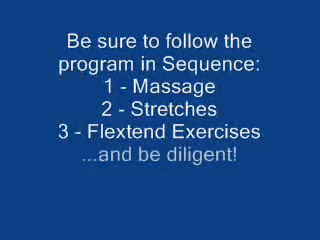 Be sure to follow the
program in Sequence:
1 - Massage
2 - Stretches
3 - Flextend Exercises
...and be diligent!